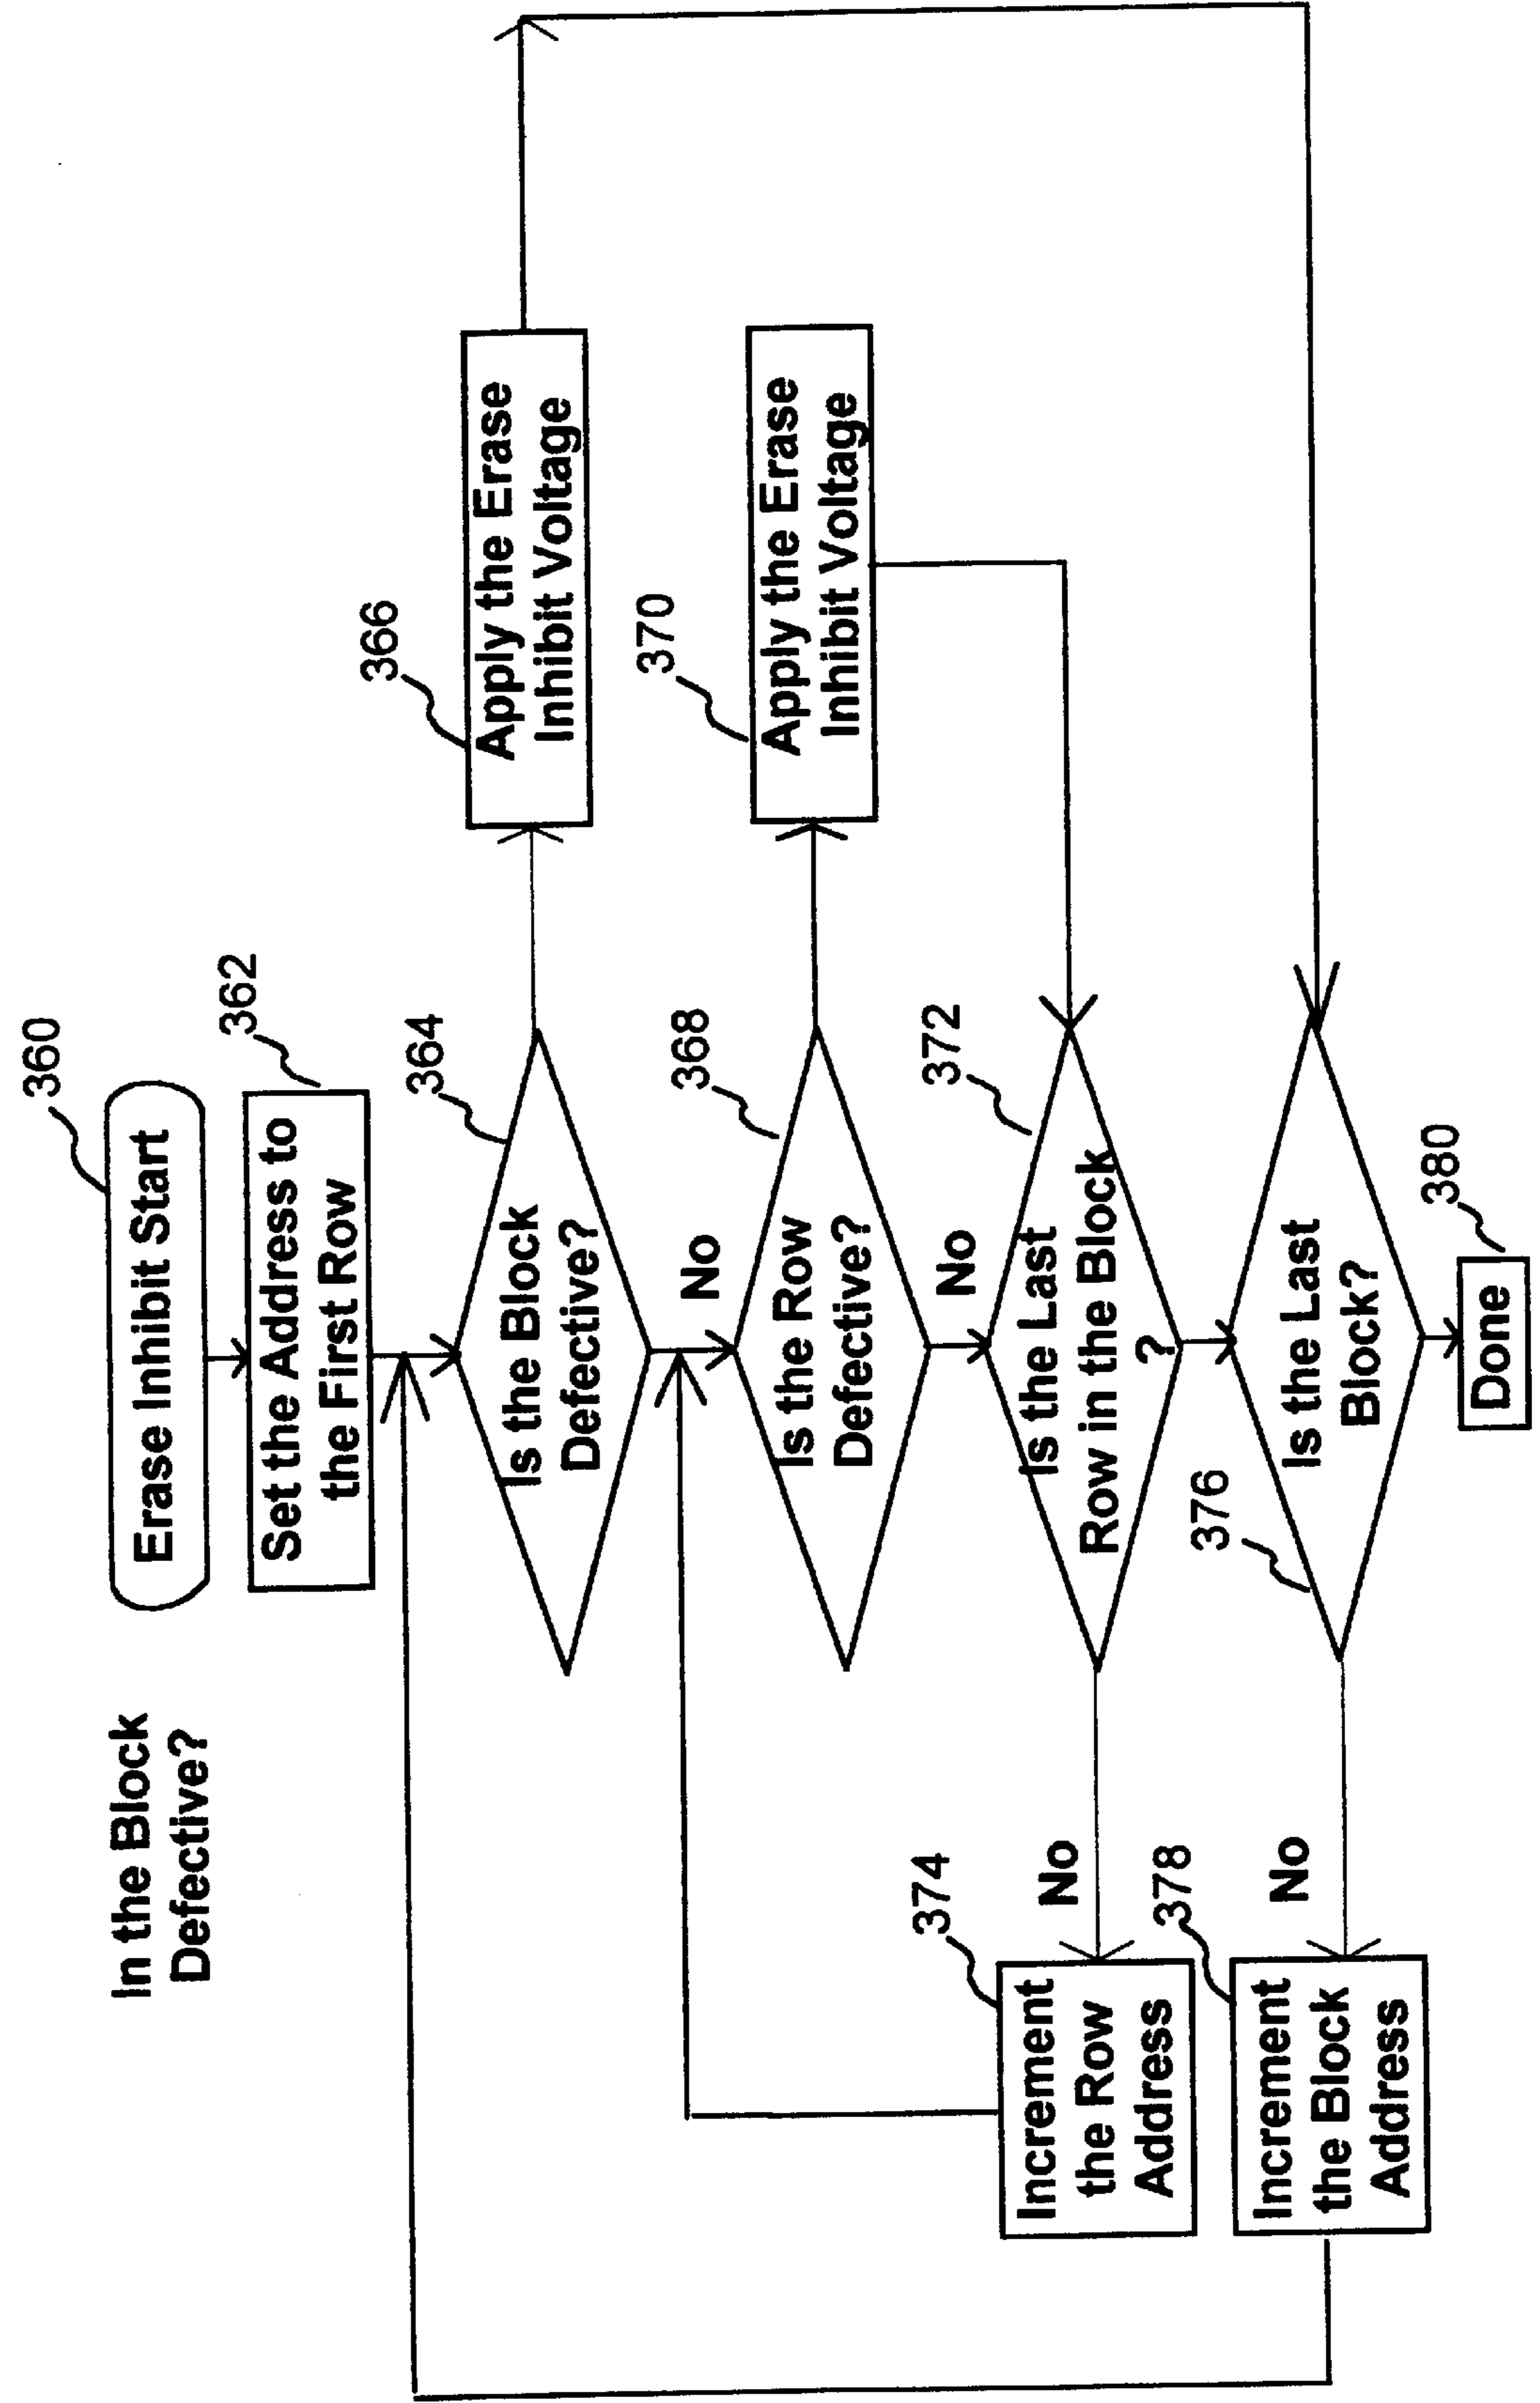 In the Block
Defective?
360
Erase Inhibit Start
362
Set the Address to
the First Row
364
Is the Block
Defective?
366
Apply the Erase
Inhibit Voltage
No
368
Is the Row
Defective?
370
Apply the Erase
Inhibit Voltage
No
372
Is the Last
Row in the Block
?
No
374
Increment
the Row
Address
376
Is the Last
Block?
No
378
Increment
the Block
Address
380
Done